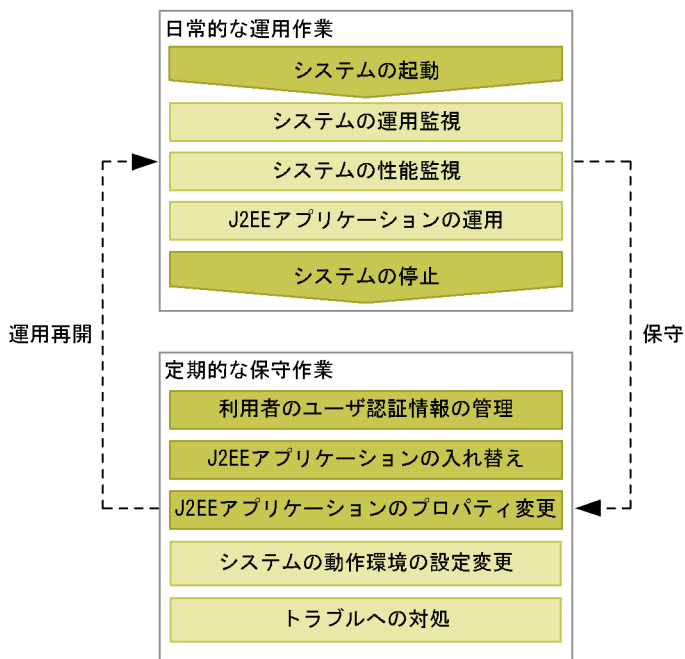 日常的な運用作業
システムの起動
システムの運用監視
システムの性能監視
J2EEアプリケーションの運用
システムの停止
運用再開
保守
定期的な保守作業
利用者のユーザ認証情報の管理
J2EEアプリケーションの入れ替え
J2EEアプリケーションのプロパティ変更
システムの動作環境の設定変更
トラブルへの対処